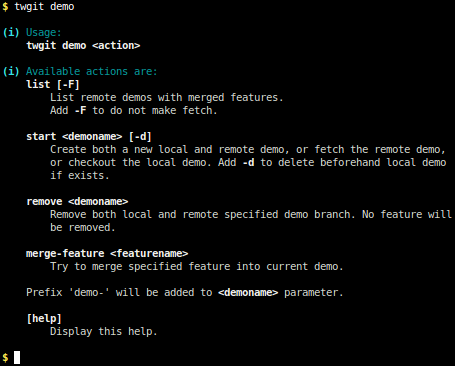 $ twgit demo
(i) Usage:
twgit demo <action>
(i) Available actions are:
list [-F]
List remote demos with merged features.
Add -F to do not make fetch.
start <demoname> [-d]
Create both a new local and remote demo, or fetch the remote demo,
or checkout the local demo. Add -d to delete beforehand local demo
if exists.
remove <demoname>
Remove both local and remote specified demo branch. No feature will
be removed.
merge-feature <featurename>
Try to merge specified feature into current demo.
Prefix 'demo-' will be added to <demoname> parameter.
[help]
Display this help.
$